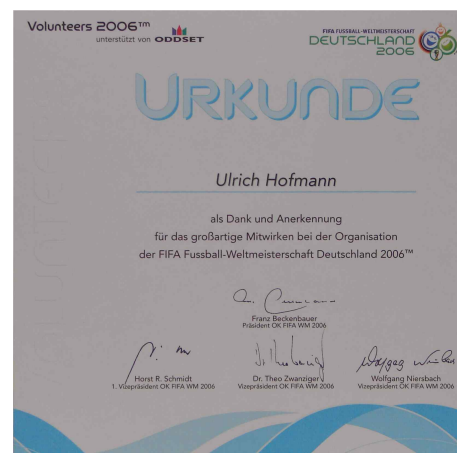 Volunteers 2006™
unterstützt von ODDSET
FIFA FUSSBALL-WELTMEISTERSCHAFT
DEUTSCHLAND
2006
URKUNDE
Ulrich Hofmann
als Dank und Anerkennung
für das großartige Mitwirken bei der Organisation
der FIFA Fussball-Weltmeisterschaft Deutschland 2006™
Franz Beckenbauer
Präsident OK FIFA WM 2006
Horst R. Schmidt
1. Vizepräsident OK FIFA WM 2006
Dr. Theo Zwanziger
Vizepräsident OK FIFA WM 2006
Wolfgang Niersbach
Vizepräsident OK FIFA WM 2006